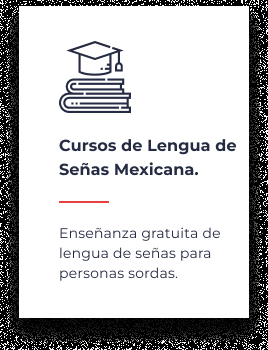 Cursos de Lengua de
Señas Mexicana.
Enseñanza gratuita de
lengua de señas para
personas sordas.